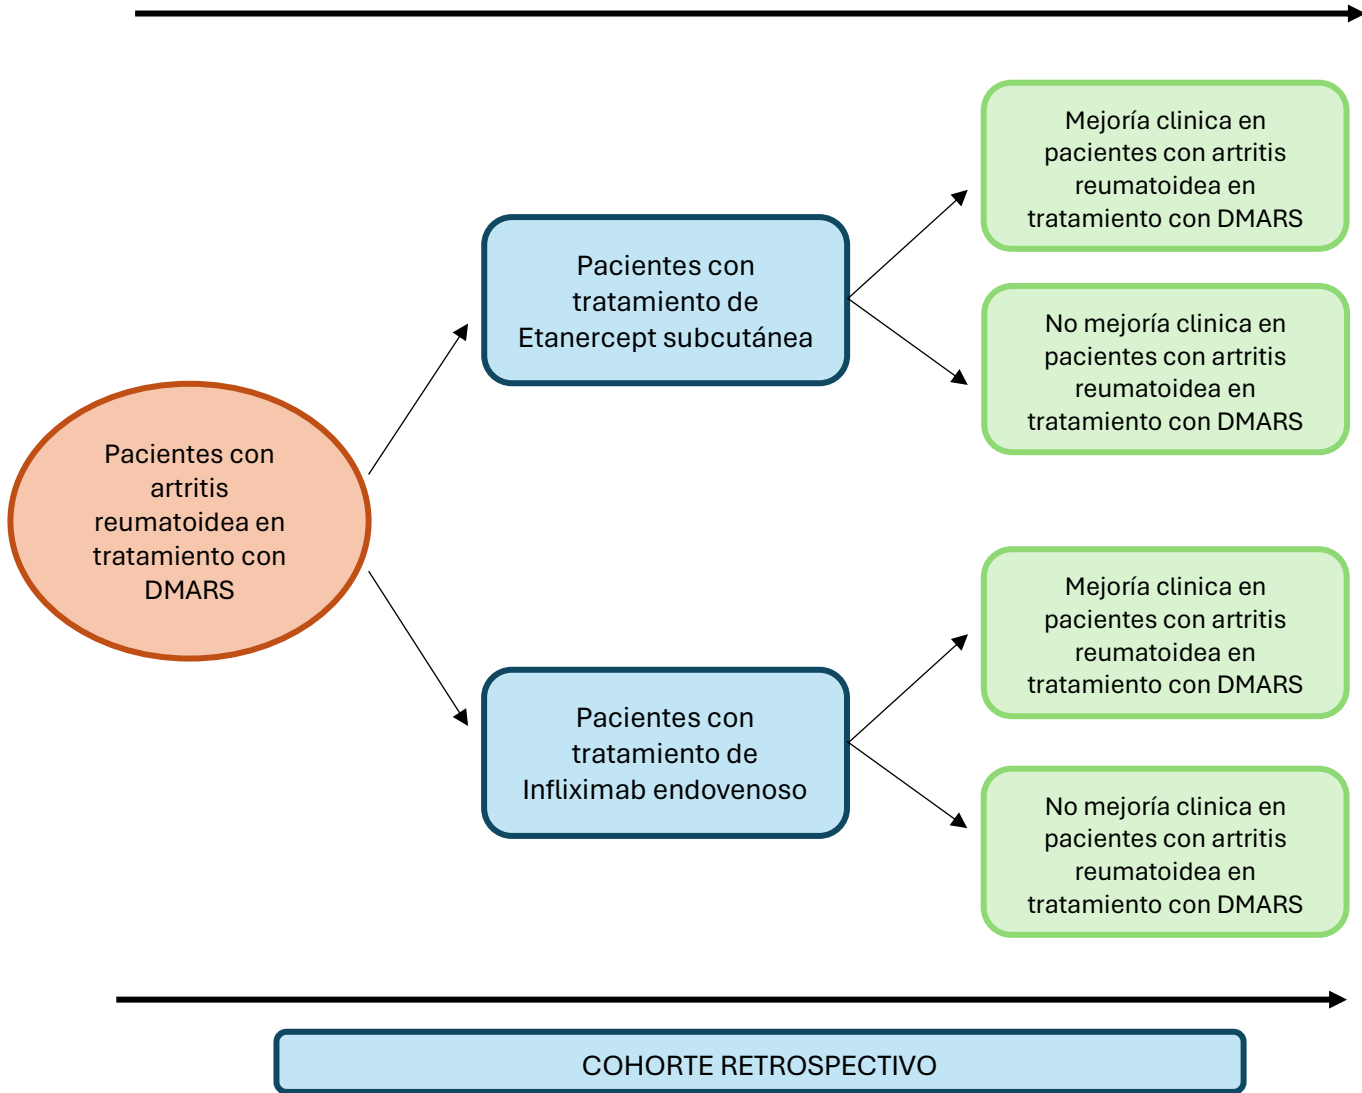 Pacientes con
artritis
reumatoidea en
tratamiento con
DMARS
Pacientes con
tratamiento de
Etanercept subcutánea
Mejoría clinica en
pacientes con artritis
reumatoidea en
tratamiento con DMARS
No mejoría clinica en
pacientes con artritis
reumatoidea en
tratamiento con DMARS
Pacientes con
tratamiento de
Infliximab endovenoso
Mejoría clinica en
pacientes con artritis
reumatoidea en
tratamiento con DMARS
No mejoría clinica en
pacientes con artritis
reumatoidea en
tratamiento con DMARS
COHORTE RETROSPECTIVO